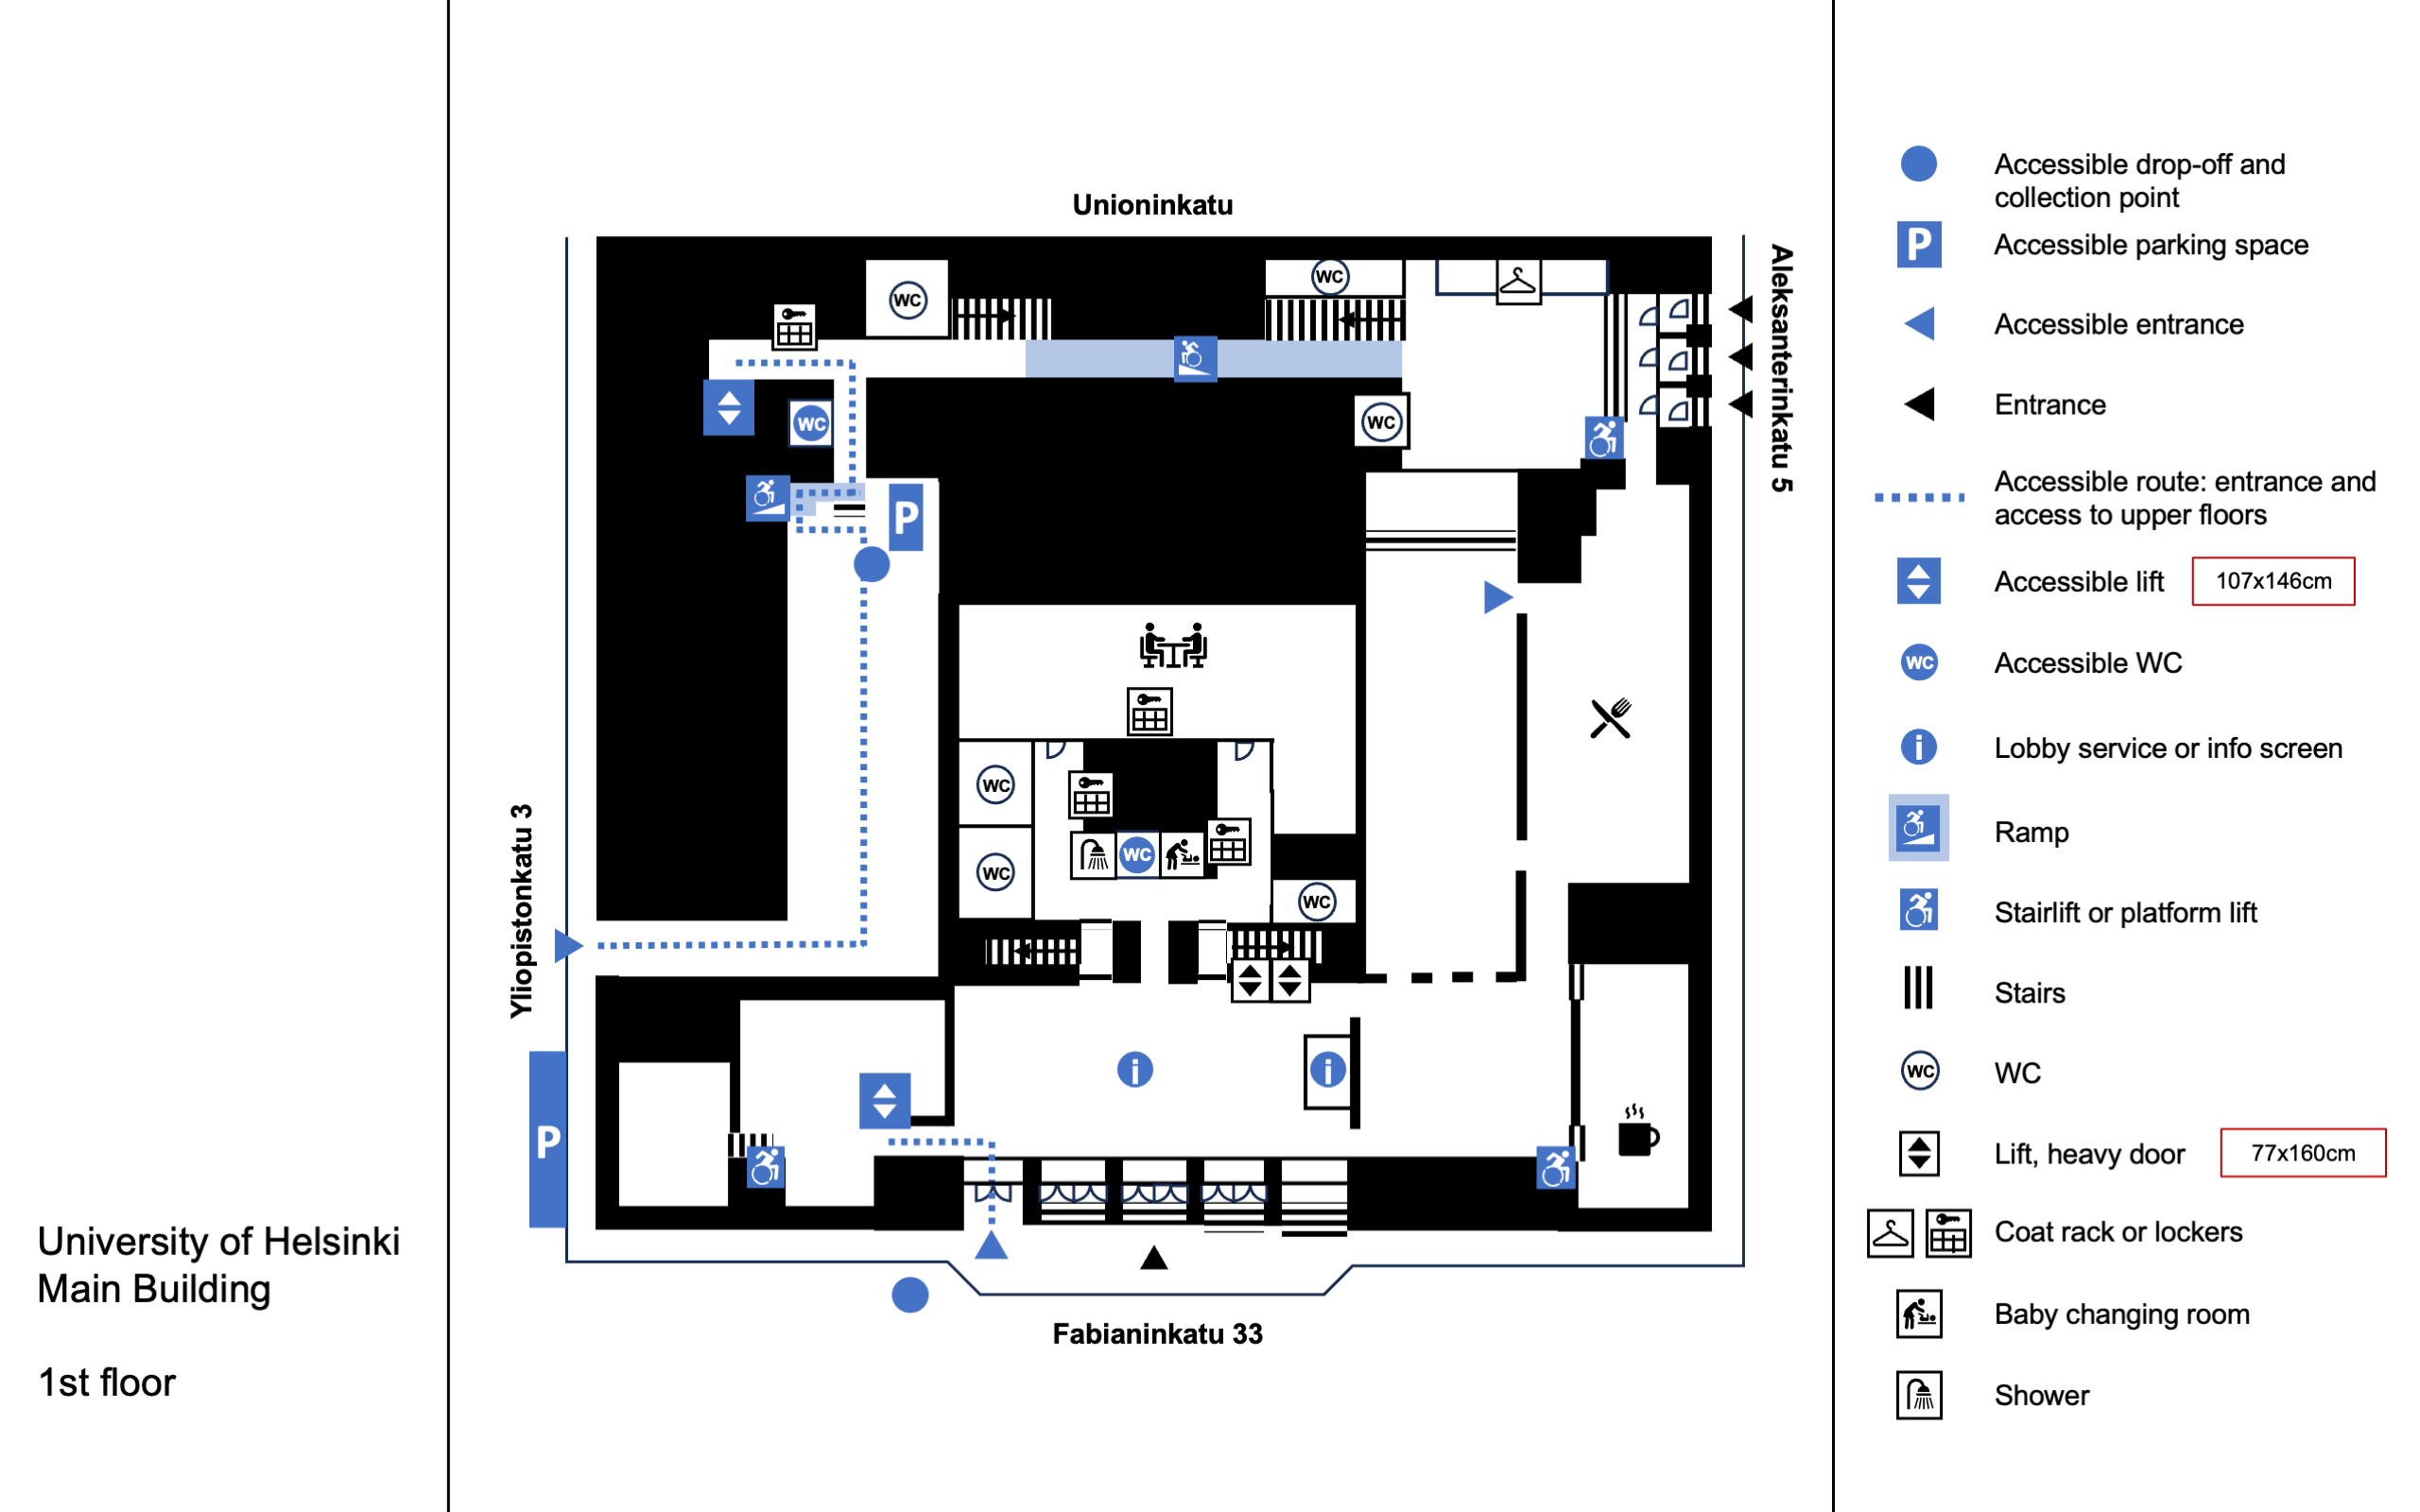 University of Helsinki
Main Building
1st floor
Unioninkatu
Aleksanterinkatu 5
Yliopistonkatu 3
Fabianinkatu 33
WC
WC
WC
WC
P
WC
WC
WC
WC
i
i
P
Accessible drop-off and
collection point
P
Accessible parking space
Accessible entrance
Entrance
Accessible route: entrance and
access to upper floors
Accessible lift
107x146cm
WC
Accessible WC
i
Lobby service or info screen
Ramp
Stairlift or platform lift
Stairs
WC
WC
Lift, heavy door
77x160cm
Coat rack or lockers
Baby changing room
Shower